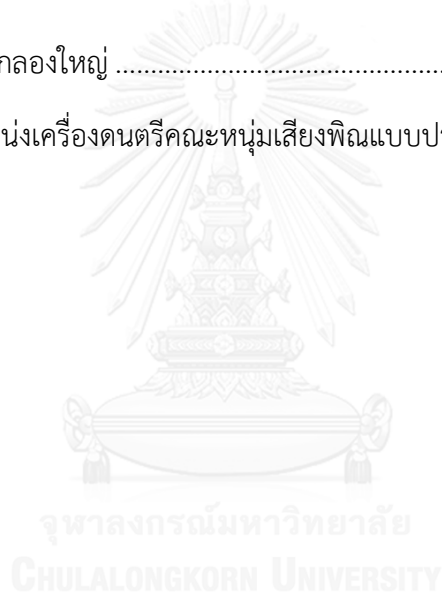 กลองใหญ่ ...............................................
น่งเครื่องดนตรีคณะหนุ่มเสียงพิณแบบป
จุฬาลงกรณ์มหาวิทยาลัย
CHULALONGKORN UNIVERSITY